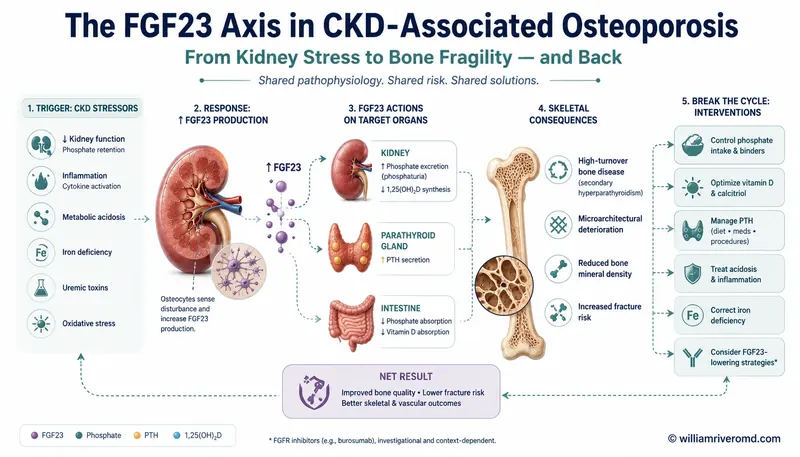 The FGF23 Axis in CKD-Associated Osteoporosis
From Kidney Stress to Bone Fragility — and Back
Shared pathophysiology. Shared risk. Shared solutions.
1. TRIGGER: CKD STRESSORS
↓ Kidney function
Phosphate retention
Inflammation
Cytokine activation
Metabolic acidosis
Fe
Iron deficiency
Uremic toxins
Oxidative stress
2. RESPONSE:
↑ FGF23 PRODUCTION
Osteocytes sense
disturbance and
increase FGF23
production.
↑ FGF23
3. FGF23 ACTIONS
ON TARGET ORGANS
KIDNEY
↑ Phosphate excretion
(phosphaturia)
↓ 1,25(OH)₂D synthesis
PARATHYROID
GLAND
↑ PTH secretion
INTESTINE
↓ Phosphate absorption
↓ Vitamin D absorption
4. SKELETAL
CONSEQUENCES
High-turnover
bone disease
(secondary
hyperparathyroidism)
Microarchitectural
deterioration
Reduced bone
mineral density
Increased fracture
risk
5. BREAK THE CYCLE:
INTERVENTIONS
Control phosphate
intake & binders
Optimize vitamin D
& calcitriol
Manage PTH
(diet • meds •
procedures)
Treat acidosis
& inflammation
Fe
Correct iron
deficiency
Consider FGF23-
lowering strategies*
NET RESULT
Improved bone quality • Lower fracture risk
Better skeletal & vascular outcomes
FGF23
Phosphate
PTH
1,25(OH)₂D
* FGFR inhibitors (e.g., burosumab), investigational and context-dependent.
© williamriveromd.com